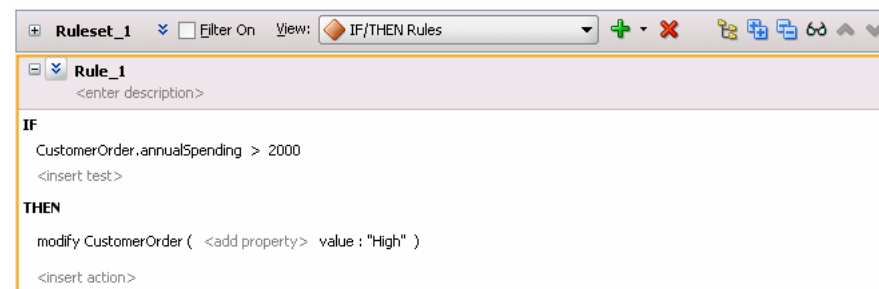 Ruleset_1 Filter On View: IF/THEN Rules
Rule_1
<enter description>
IF
CustomerOrder.annualSpending > 2000
<insert test>
THEN
modify CustomerOrder ( <add property> value : "High" )
<insert action>